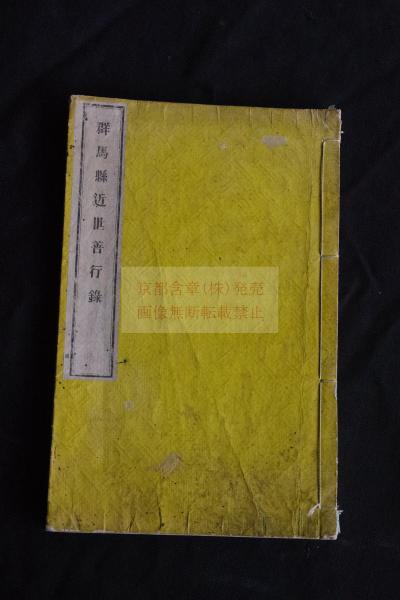 群馬縣近世善行錄
京都含章(株)発売
画像無断転載禁止